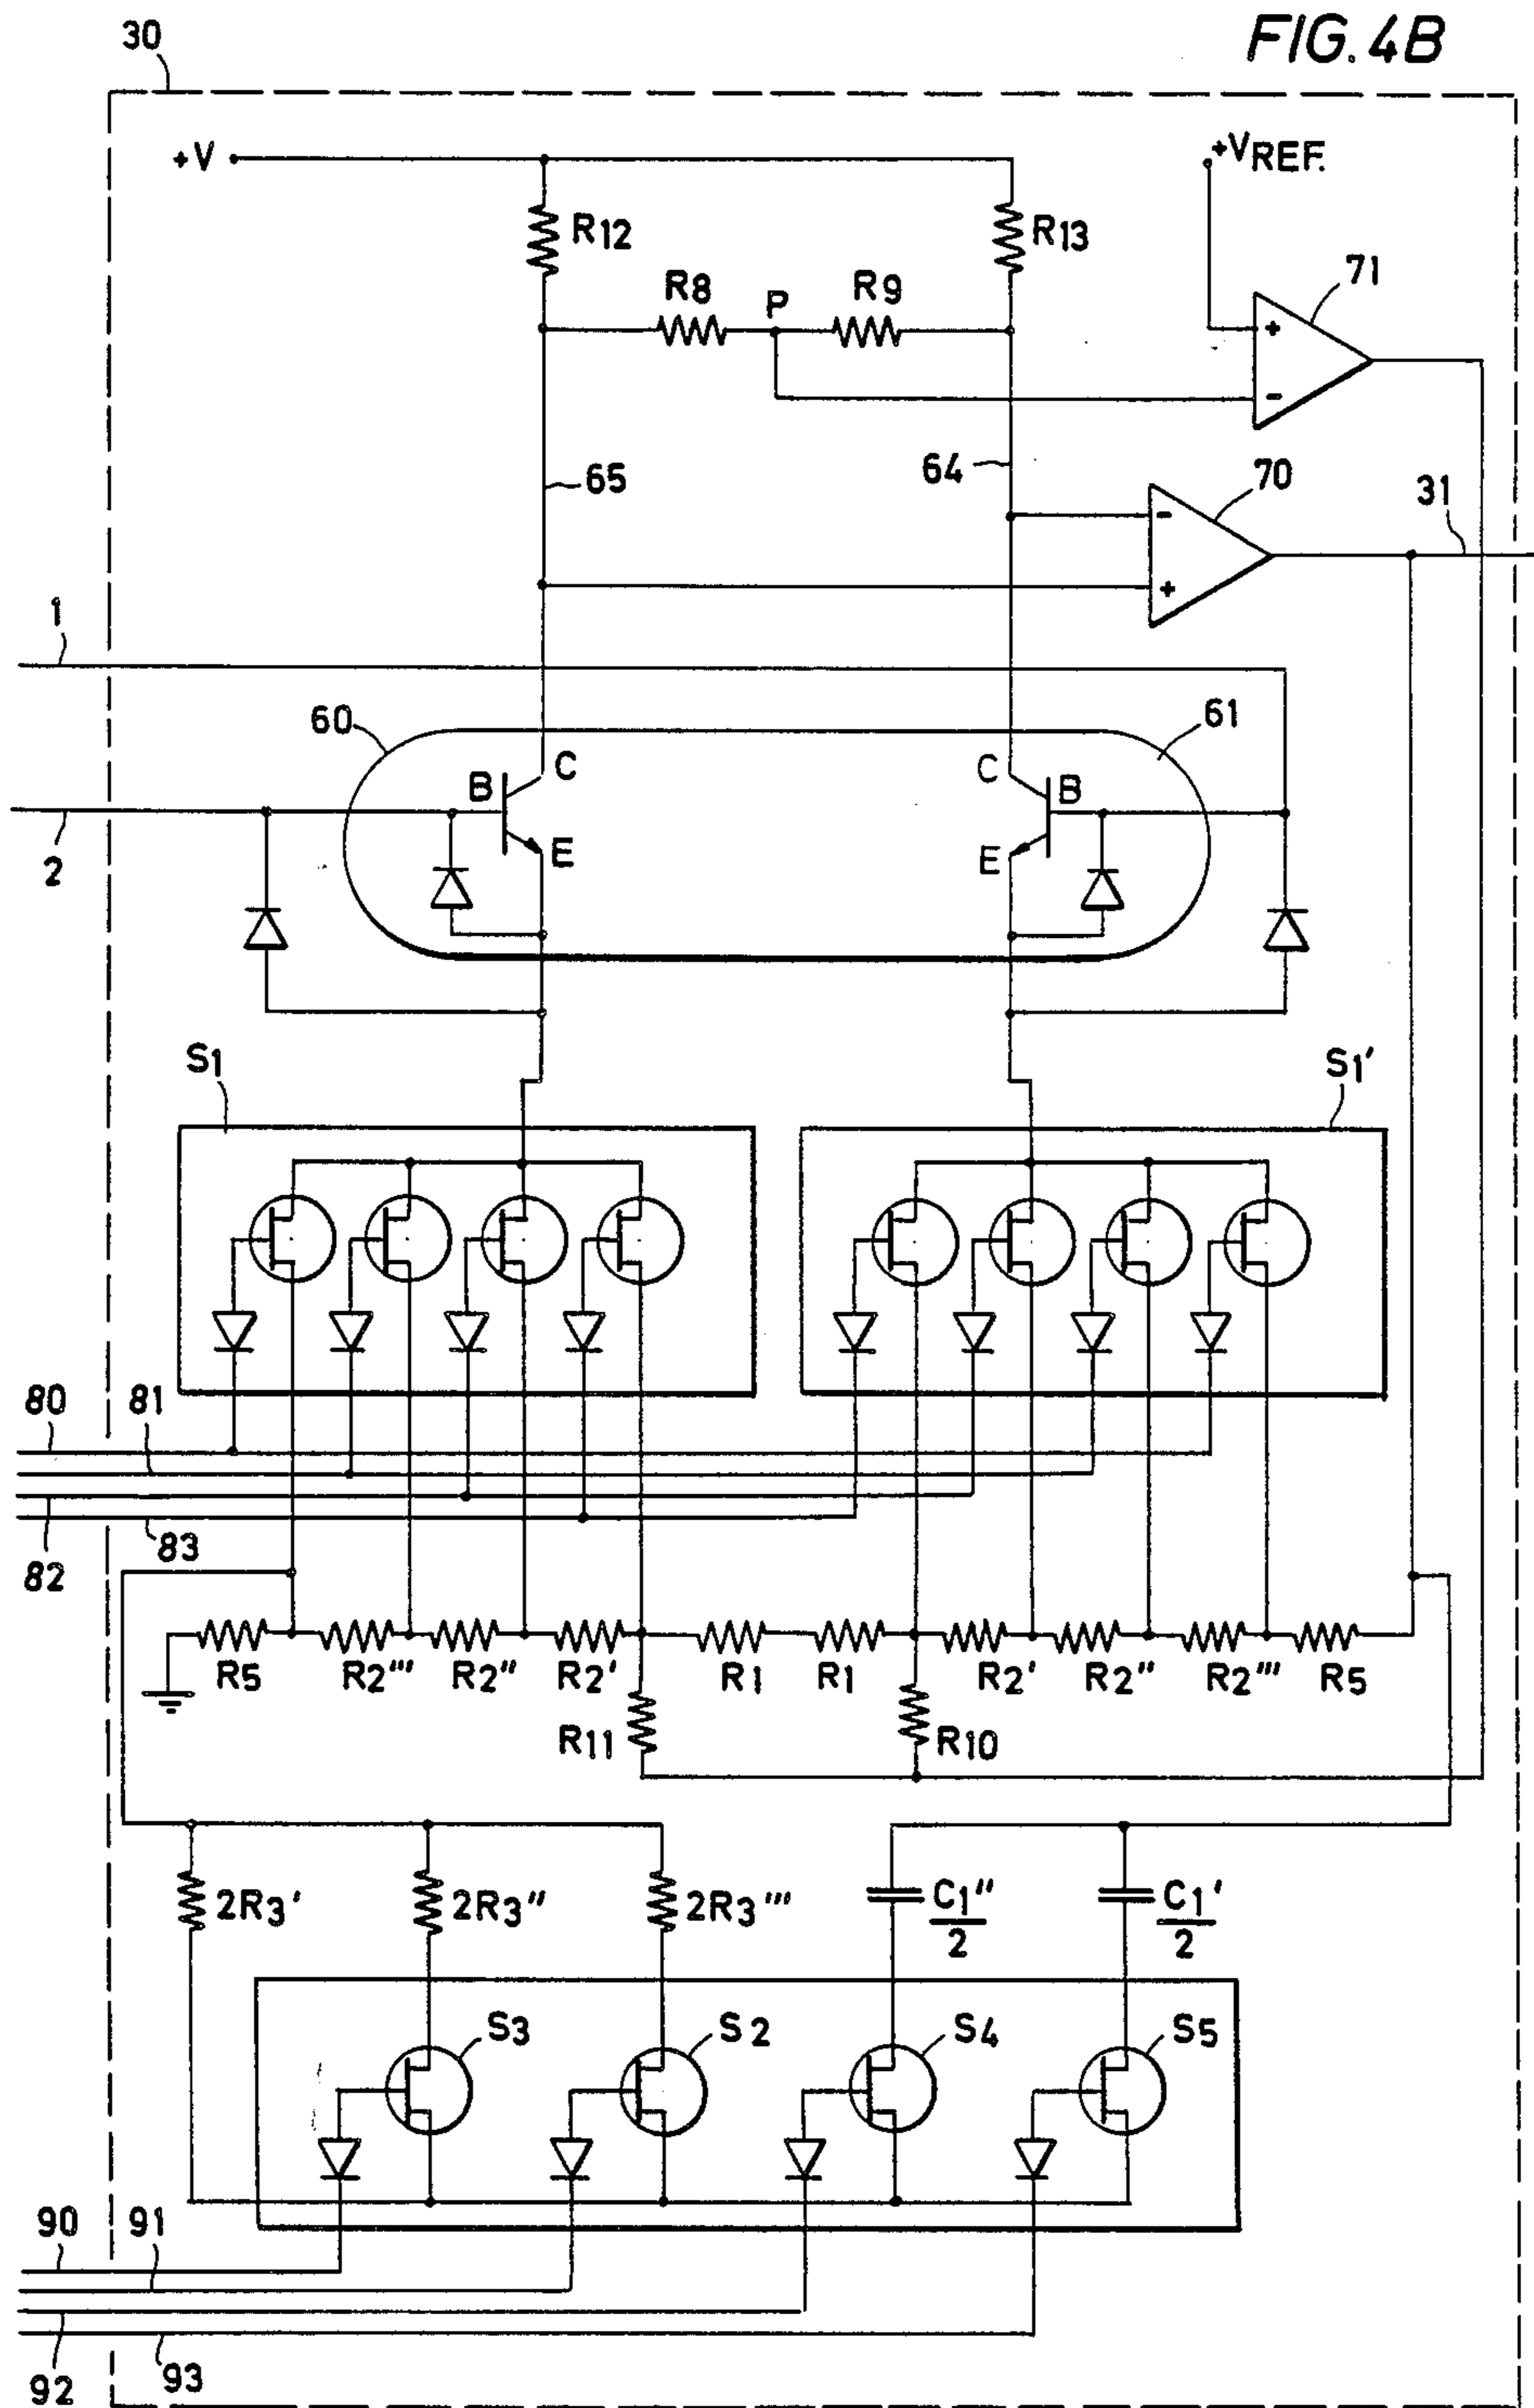 FIG. 4B
30
+V
+VREF.
R12
R13
R8
P
R9
71
+
-
65
64
70
31
-
+
1
60
61
C
C
B
B
2
E
E
S1
S1'
80
81
82
83
R5
R2'''
R2''
R2'
R1
R1
R2'
R2''
R2'''
R5
R11
R10
2R3'
2R3''
2R3'''
C1''
2
C1'
2
S3
S2
S4
S5
90
91
92
93